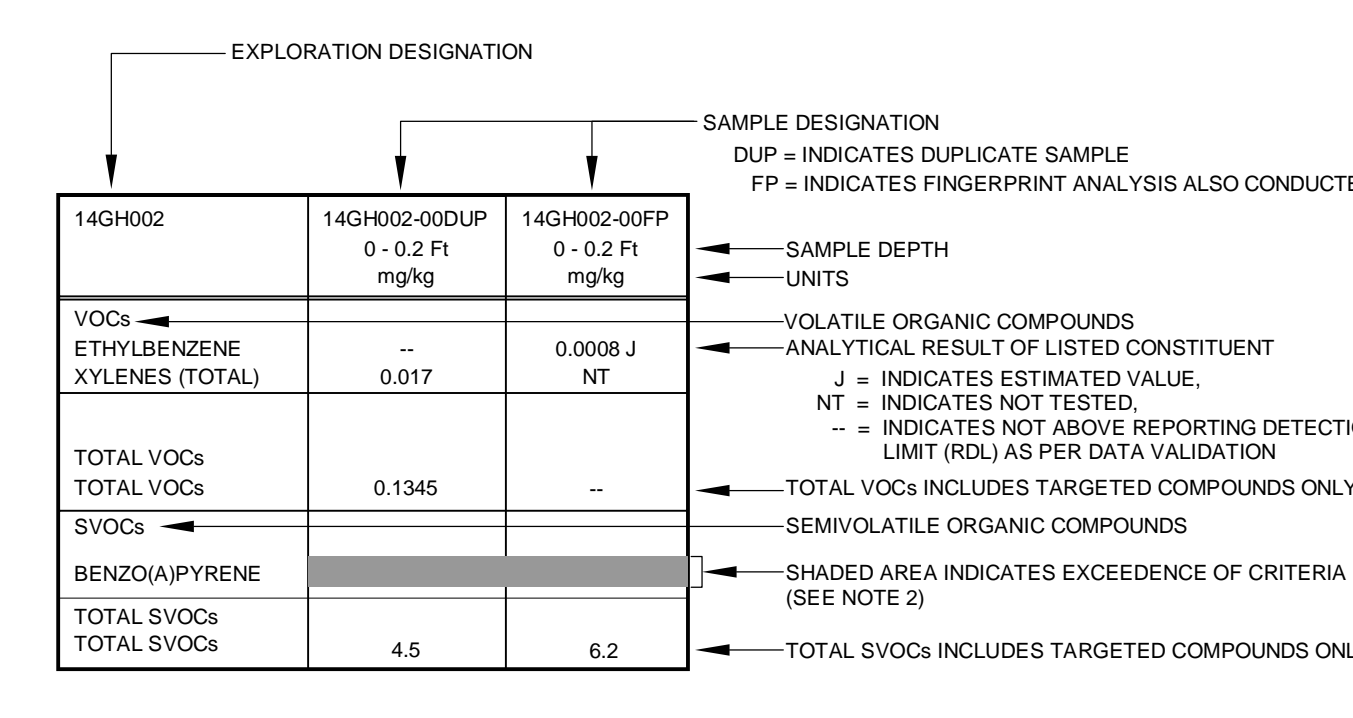 EXPLORATION DESIGNATION
SAMPLE DESIGNATION
DUP = INDICATES DUPLICATE SAMPLE
FP = INDICATES FINGERPRINT ANALYSIS ALSO CONDUCTE
14GH002 14GH002-00DUP 14GH002-00FP
0 - 0.2 Ft 0 - 0.2 Ft SAMPLE DEPTH
mg/kg mg/kg UNITS
VOCs VOLATILE ORGANIC COMPOUNDS
ETHYLBENZENE -- 0.0008 J ANALYTICAL RESULT OF LISTED CONSTITUENT
XYLENES (TOTAL) 0.017 NT J = INDICATES ESTIMATED VALUE,
NT = INDICATES NOT TESTED,
-- = INDICATES NOT ABOVE REPORTING DETECTI
TOTAL VOCs LIMIT (RDL) AS PER DATA VALIDATION
TOTAL VOCs 0.1345 -- TOTAL VOCs INCLUDES TARGETED COMPOUNDS ONLY
SVOCs SEMIVOLATILE ORGANIC COMPOUNDS
BENZO(A)PYRENE SHADED AREA INDICATES EXCEEDENCE OF CRITERIA
(SEE NOTE 2)
TOTAL SVOCs
TOTAL SVOCs 4.5 6.2 TOTAL SVOCs INCLUDES TARGETED COMPOUNDS ONL